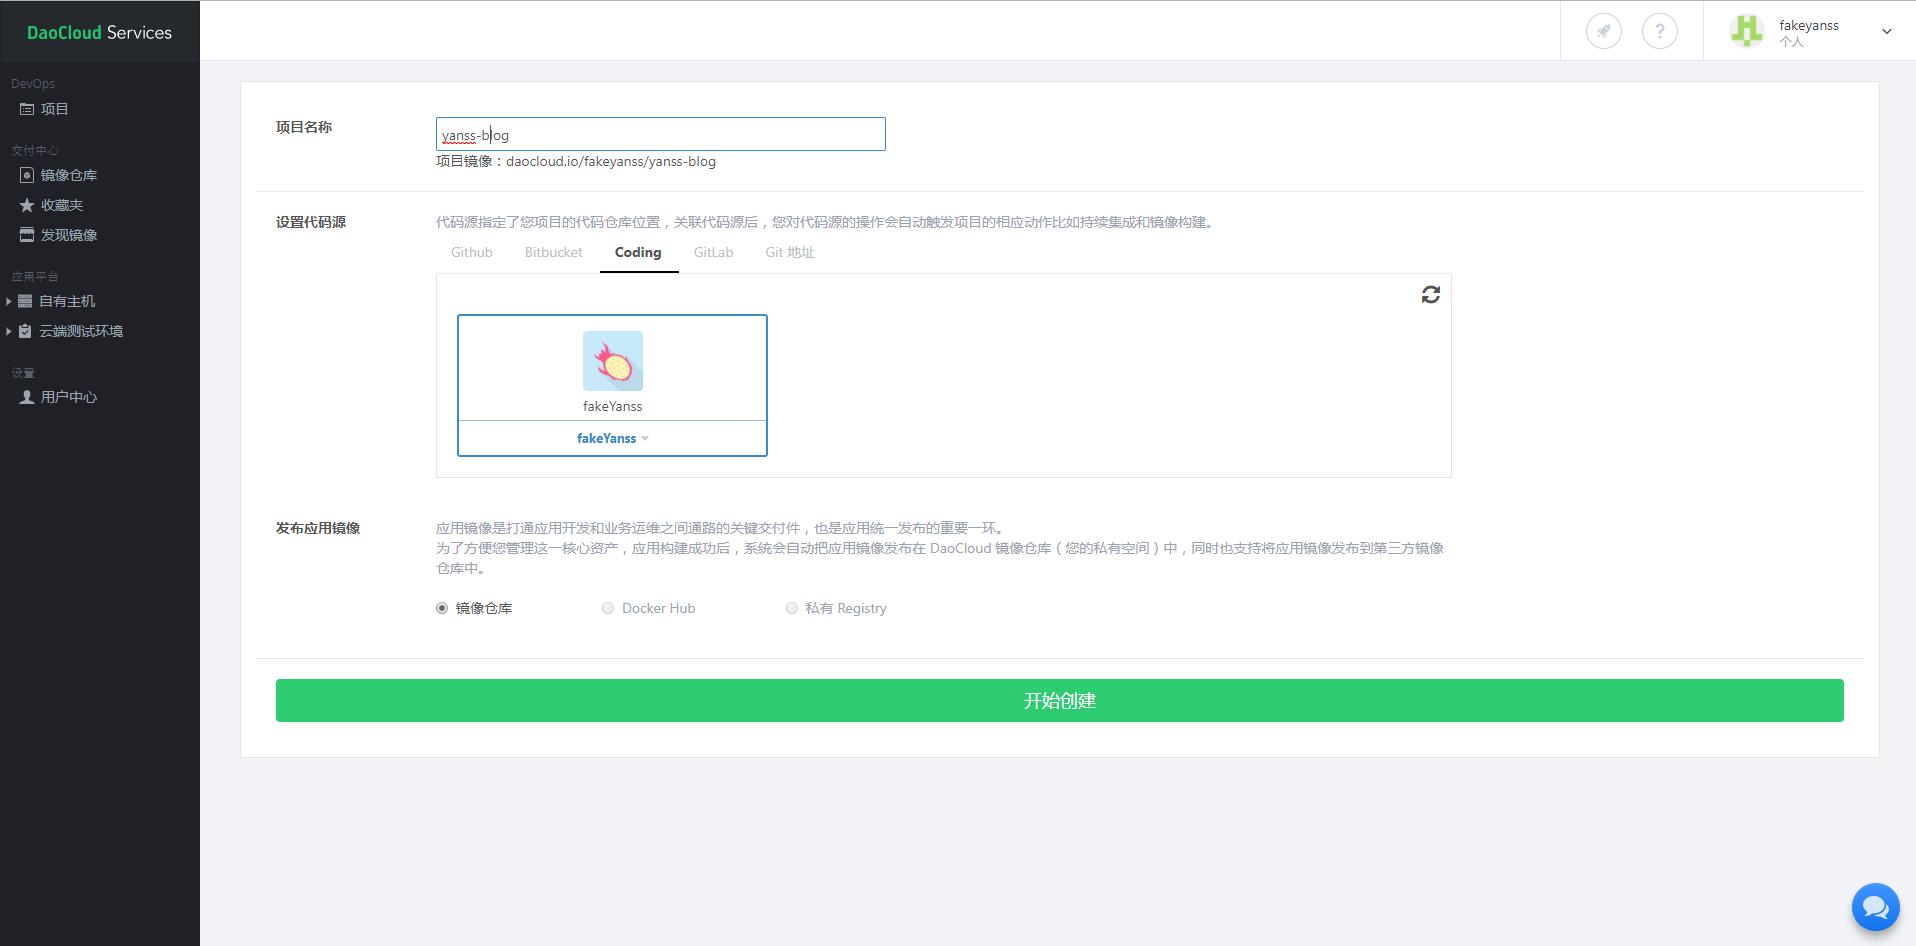 DaoCloud Services
fakeyanss
个人
DevOps
项目
交付中心
镜像仓库
收藏夹
发现镜像
应用平台
自有主机
云端测试环境
设置
用户中心
项目名称
yanss-blog
项目镜像：daocloud.io/fakeyanss/yanss-blog
设置代码源
代码源指定了您项目的代码仓库位置，关联代码源后，您对代码源的操作会自动触发项目的相应动作比如持续集成和镜像构建。
Github Bitbucket Coding GitLab Git 地址
fakeYanss
fakeYanss
发布应用镜像
应用镜像是打通应用开发和业务运维之间通路的关键交付件，也是应用统一发布的重要一环。
为了方便您管理这一核心资产，应用构建成功后，系统会自动把应用镜像发布在 DaoCloud 镜像仓库（您的私有空间）中，同时也支持将应用镜像发布到第三方镜像
仓库中。
镜像仓库 Docker Hub 私有 Registry
开始创建